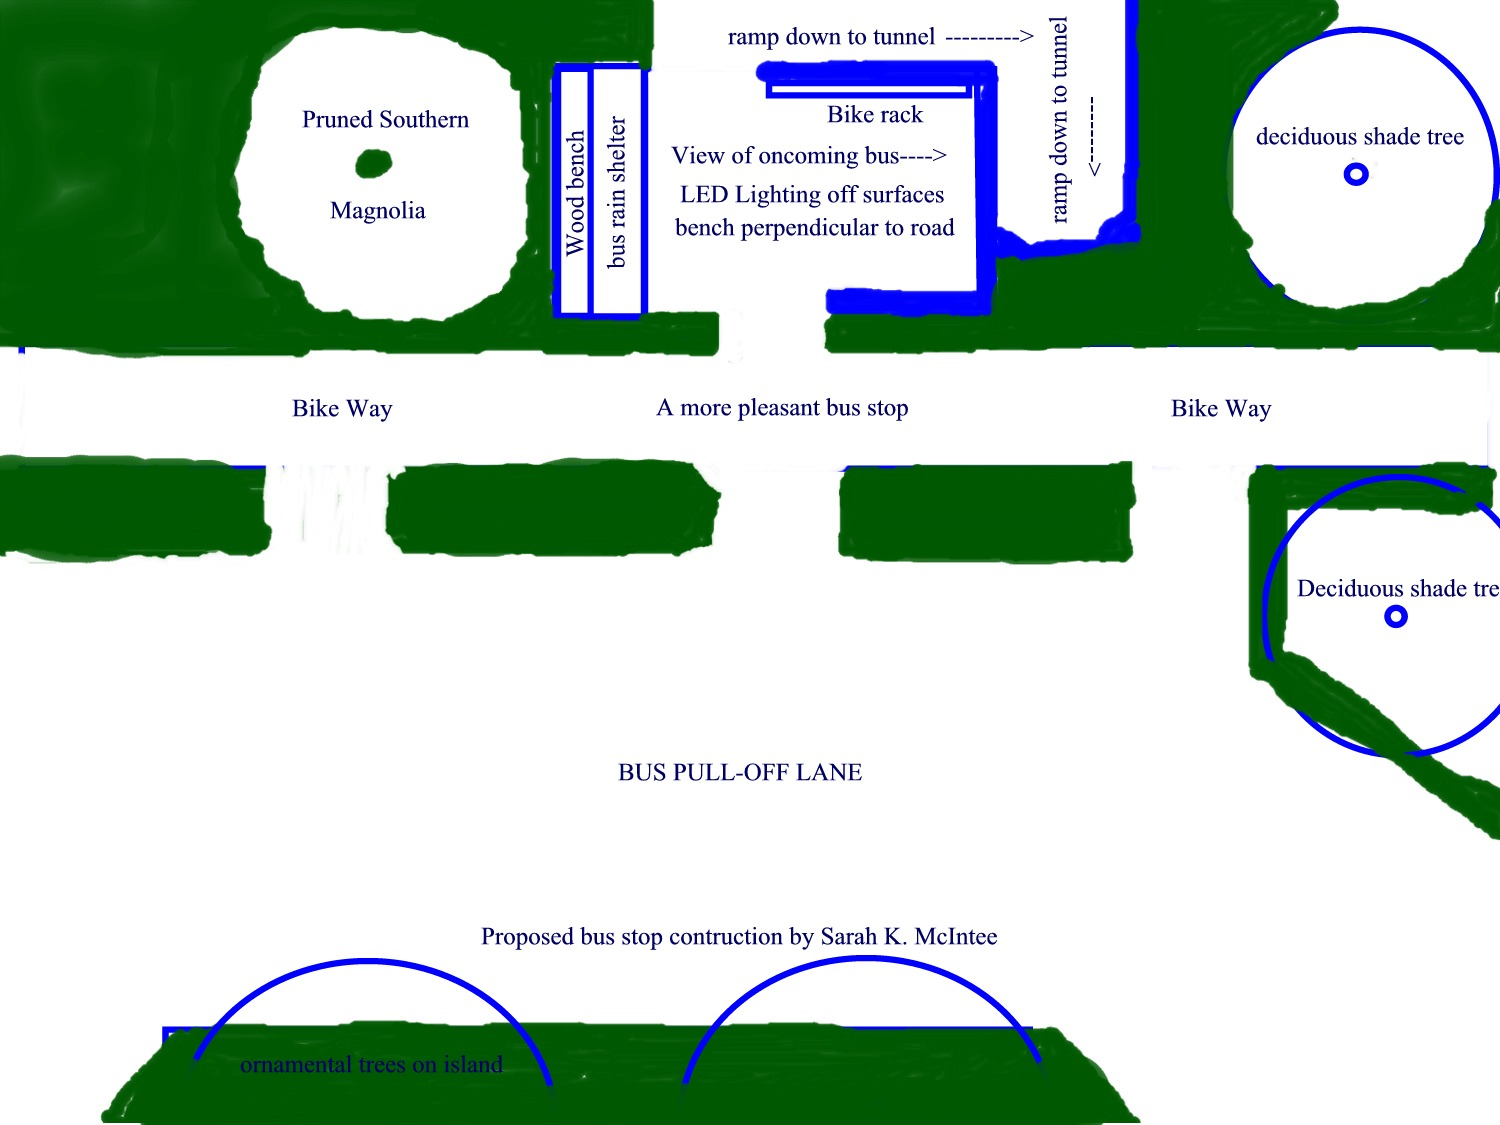 ramp down to tunnel --------->
ramp down to tunnel
<--------
Pruned Southern
Magnolia
Wood bench
bus rain shelter
Bike rack
View of oncoming bus---->
LED Lighting off surfaces
bench perpendicular to road
deciduous shade tree
Bike Way
A more pleasant bus stop
Bike Way
Deciduous shade tre
BUS PULL-OFF LANE
Proposed bus stop contruction by Sarah K. McIntee
ornamental trees on island